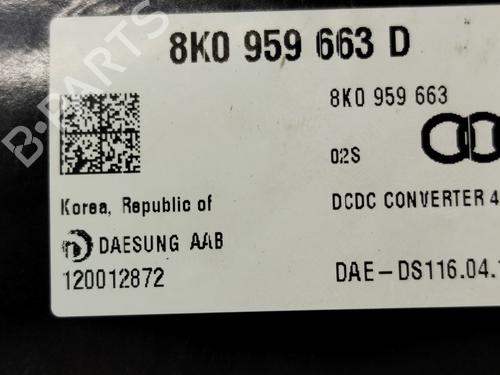 8K0 959 663 D
8K0 959 663
02S
Korea, Republic of
DCDC CONVERTER 4
DAESUNG AAB
120012872
DAE-DS116.04.
B-PARTS